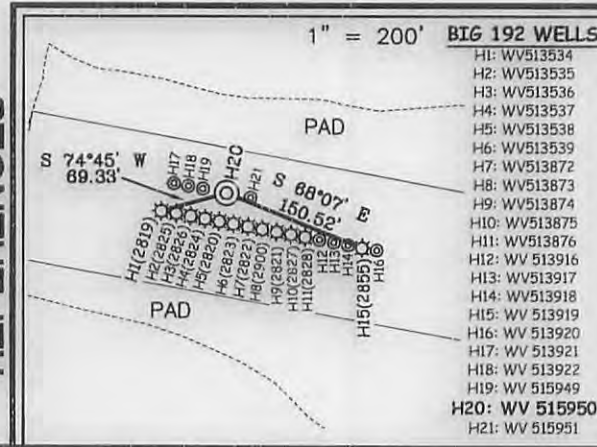 1" = 200'
BIG 192 WELLS
H1: WV513534
H2: WV513535
H3: WV513536
H4: WV513537
H5: WV513538
H6: WV513539
H7: WV513872
H8: WV513873
H9: WV513874
H10: WV513875
H11: WV513876
H12: WV 513916
H13: WV513917
H14: WV513918
H15: WV 513919
H16: WV 513920
H17: WV 513921
H18: WV 513922
H19: WV 515949
H20: WV 515950
H21: WV 515951
PAD
S 74°45' W
69.33'
H17
H18
H19
H20
H21
S 68°07' E
150.52'
H1(2819)
H2(2825)
H3(2826)
H4(2824)
H5(2820)
H6(2823)
H7(2822)
H8(2900)
H9(2821)
H10(2827)
H11(2828)
H12
H13
H14
H15(2855)
H16
PAD